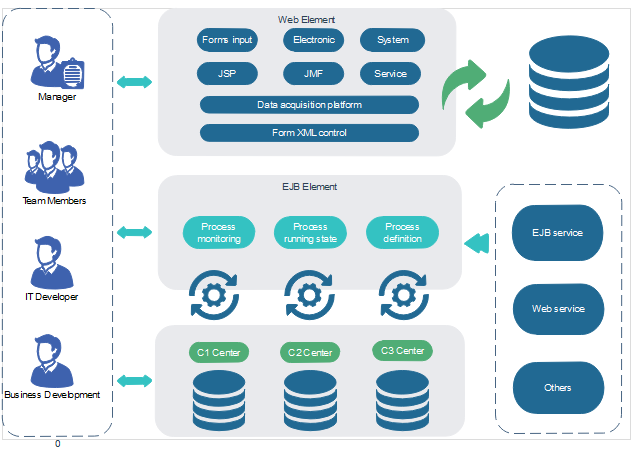 Web Element
Forms input
Electronic
System
JSP
JMF
Service
Data acquisition platform
Form XML control
Manager
Team Members
IT Developer
Business Development
0
EJB Element
Process
monitoring
Process
running state
Process
definition
C1 Center
C2 Center
C3 Center
EJB service
Web service
Others